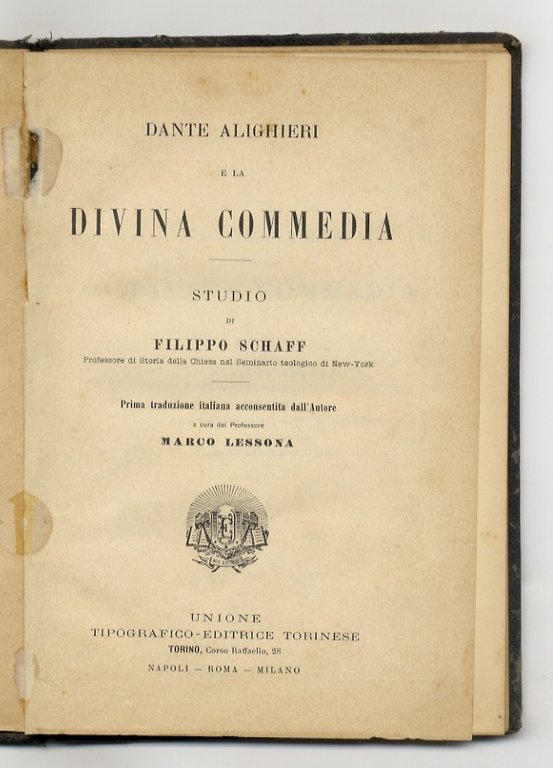 DANTE ALIGHIERI
E LA
DIVINA COMMEDIA
STUDIO
DI
FILIPPO SCHAFF
Professore di Storia della Chiesa nel Seminario teologico di New-York
Prima traduzione italiana acconsentita dall'Autore
a cura del Professore
MARCO LESSONA
UNIONE
TIPOGRAFICO-EDITRICE TORINESE
TORINO, Corso Raffaello, 28
NAPOLI — ROMA — MILANO